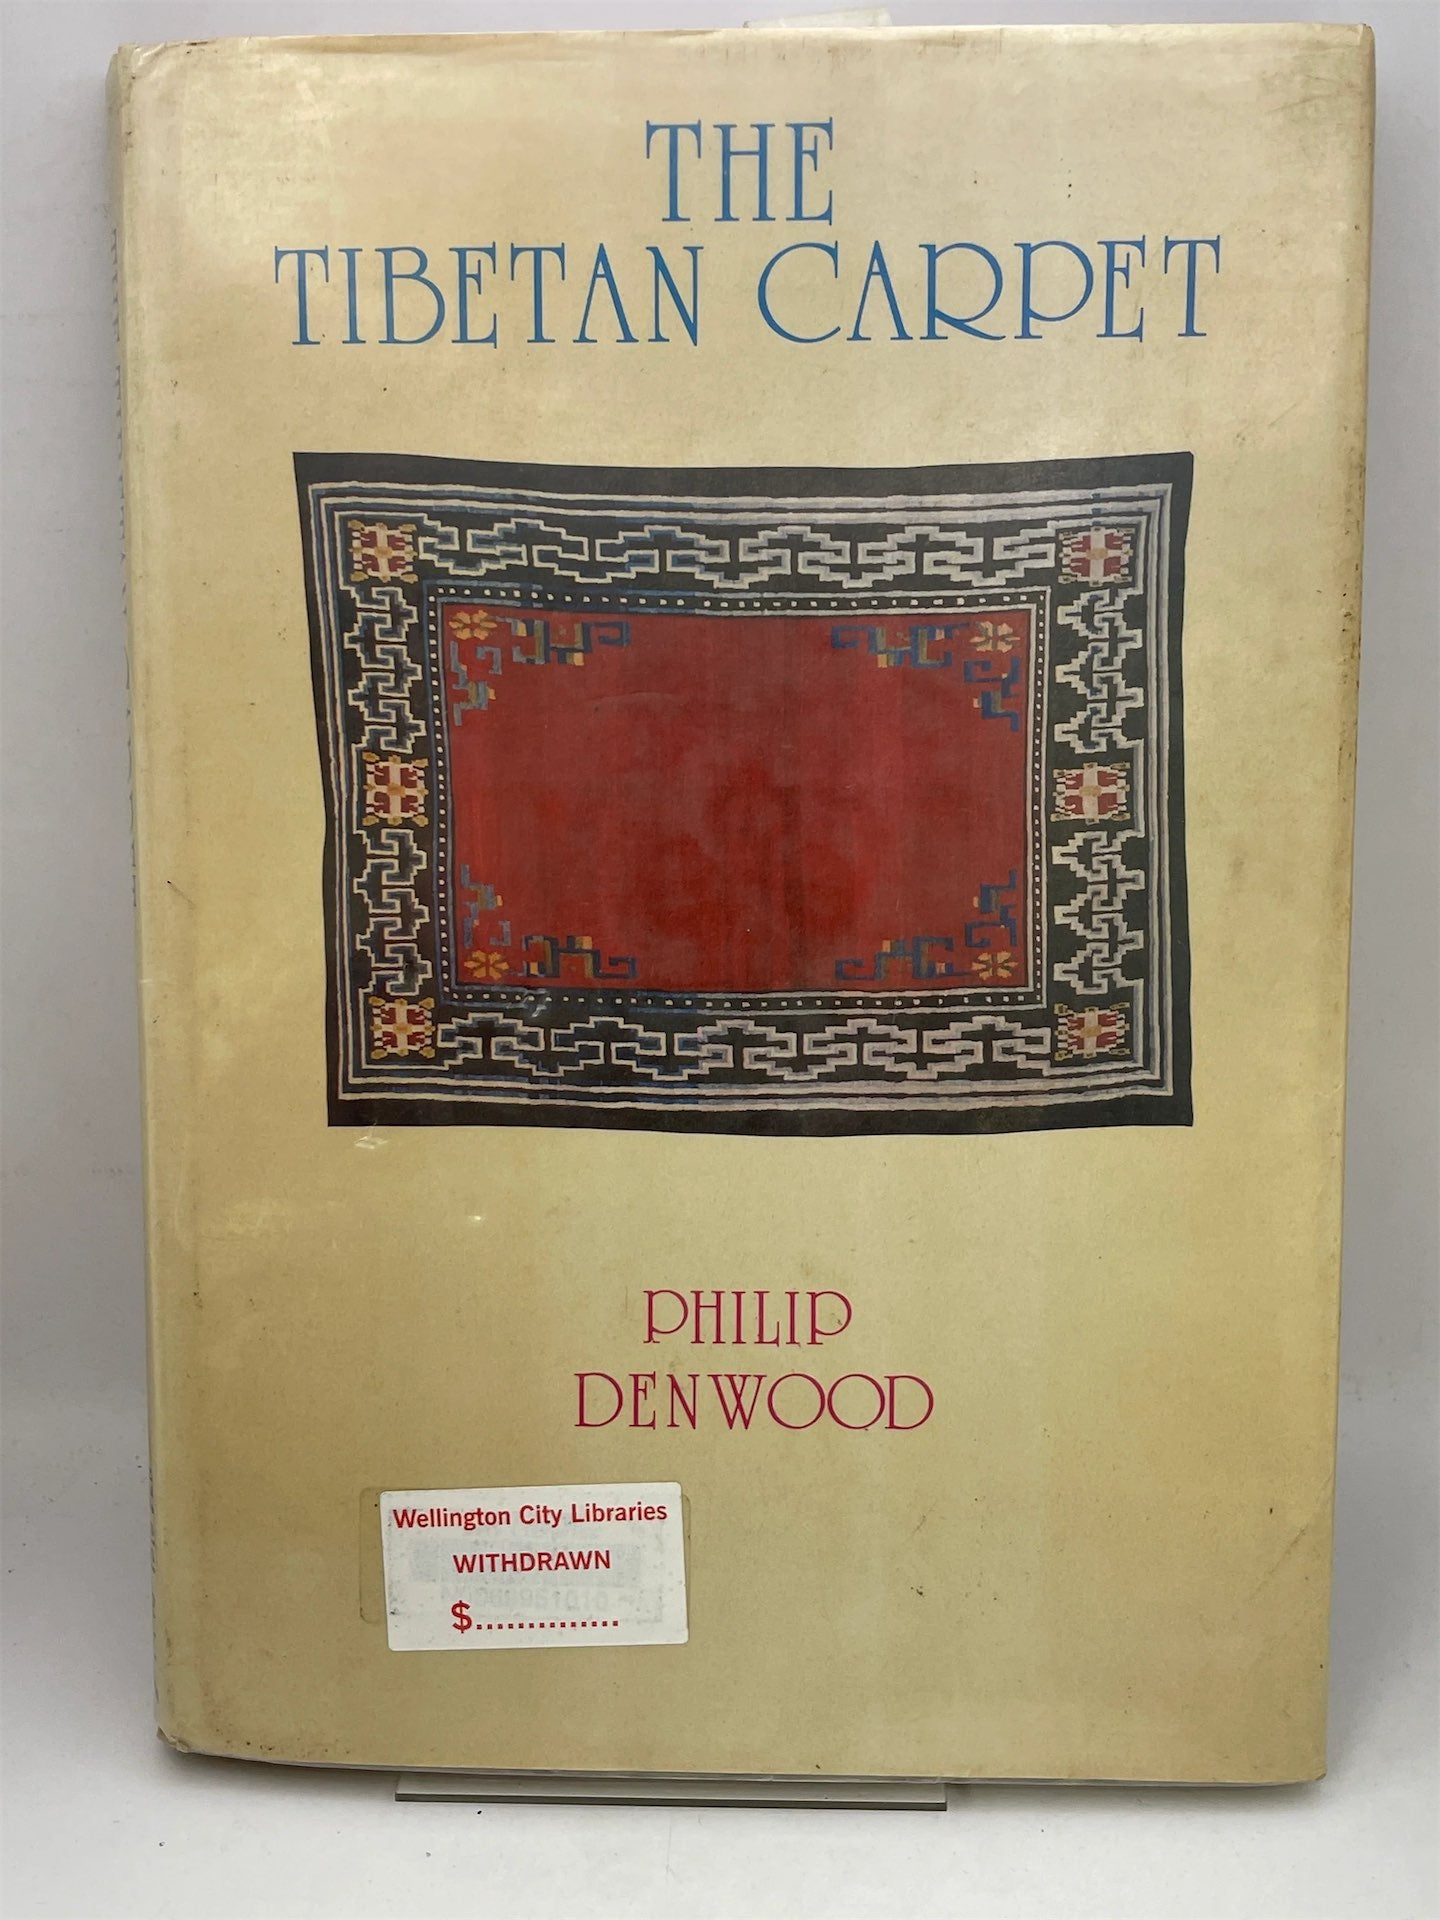 THE
TIBETAN CARPET
PHILIP
DENWOOD
Wellington City Libraries
WITHDRAWN
$..............